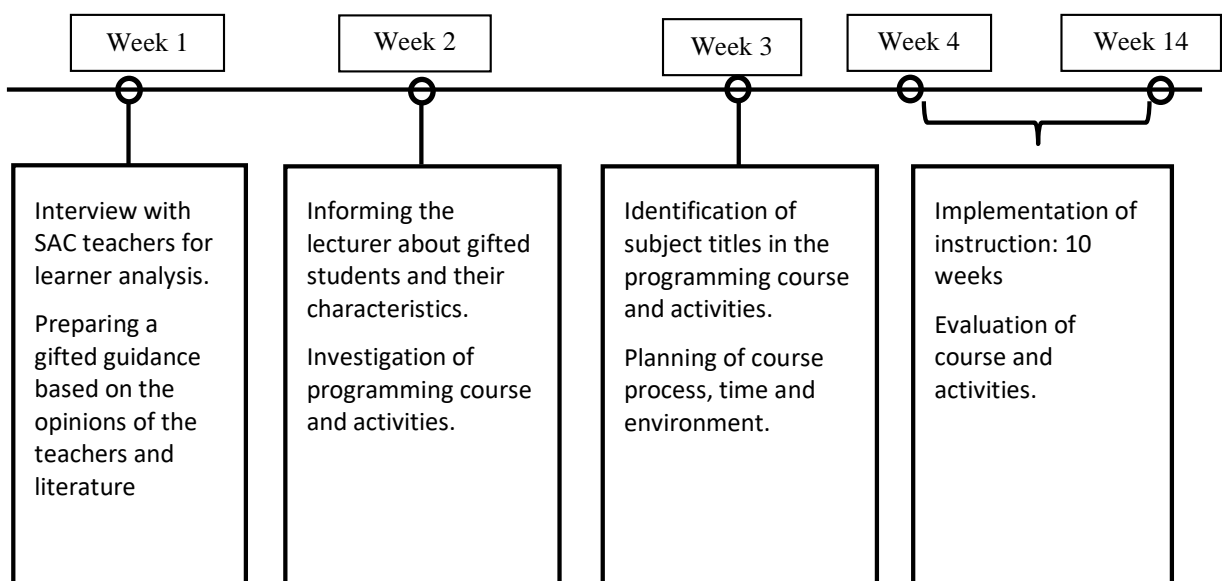 Week 1
Week 2
Week 3
Week 4
Week 14
Interview with
SAC teachers for
learner analysis.
Preparing a
gifted guidance
based on the
opinions of the
teachers and
literature
Informing the
lecturer about gifted
students and their
characteristics.
Investigation of
programming course
and activities.
Identification of
subject titles in the
programming course
and activities.
Planning of course
process, time and
environment.
Implementation of
instruction: 10
weeks
Evaluation of
course and
activities.